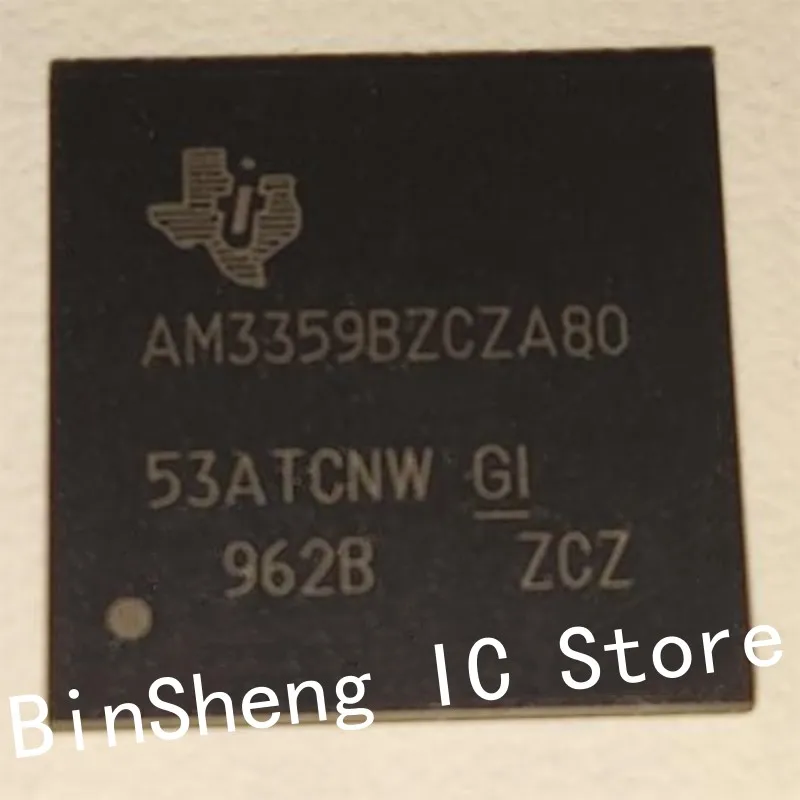 AM3359BZCZA80
53ATCNW GI
962B ZCZ
BinSheng IC Store